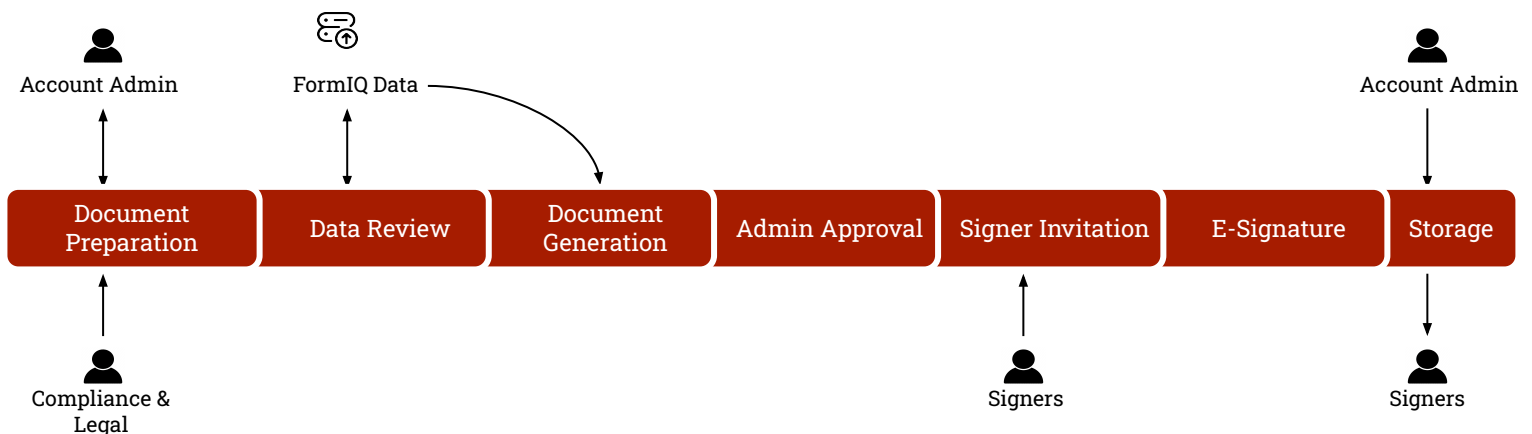 Account Admin
FormIQ Data
Account Admin
Document
Preparation
Data Review
Document
Generation
Admin Approval
Signer Invitation
E-Signature
Storage
Compliance &
Legal
Signers
Signers